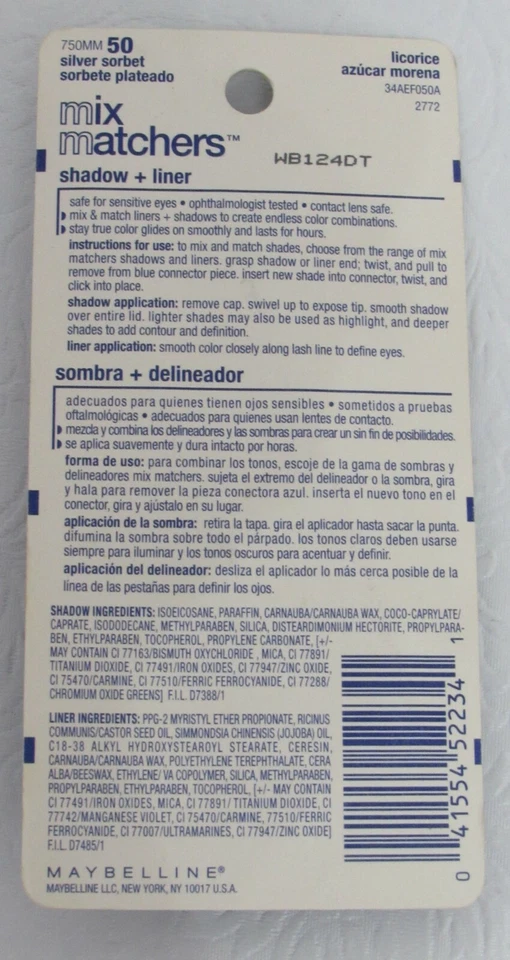 750MM 50
silver sorbet
sorbete plateado
licorice
azúcar morena
34AEF050A
2772
mix
matchers™
WB124DT
shadow + liner
safe for sensitive eyes • ophthalmologist tested • contact lens safe.
mix & match liners + shadows to create endless color combinations.
stay true color glides on smoothly and lasts for hours.
instructions for use: to mix and match shades, choose from the range of mix
matchers shadows and liners. grasp shadow or liner end; twist, and pull to
remove from blue connector piece. insert new shade into connector, twist, and
click into place.
shadow application: remove cap. swivel up to expose tip. smooth shadow
over entire lid. lighter shades may also be used as highlight, and deeper
shades to add contour and definition.
liner application: smooth color closely along lash line to define eyes.
sombra + delineador
adecuados para quienes tienen ojos sensibles • sometidos a pruebas
oftalmológicas • adecuados para quienes usan lentes de contacto.
mezcla y combina los delineadores y las sombras para crear un sin fin de posibilidades.
se aplica suavemente y dura intacto por horas.
forma de uso: para combinar los tonos, escoje de la gama de sombras y
delineadores mix matchers. sujeta el extremo del delineador o la sombra, gira
y hala para remover la pieza conectora azul. inserta el nuevo tono en el
conector, gira y ajústalo en su lugar.
aplicación de la sombra: retira la tapa. gira el aplicador hasta sacar la punta.
difumina la sombra sobre todo el párpado. los tonos claros deben usarse
siempre para iluminar y los tonos oscuros para acentuar y definir.
aplicación del delineador: desliza el aplicador lo más cerca posible de la
línea de las pestañas para definir los ojos.
SHADOW INGREDIENTS: ISOEICOSANE, PARAFFIN, CARNAUBA/CARNAUBA WAX, COCO-CAPRYLATE/
CAPRATE, ISODODECANE, METHYLPARABEN, SILICA, DISTEARDIMONIUM HECTORITE, PROPYLPARA-
BEN, ETHYLPARABEN, TOCOPHEROL, PROPYLENE CARBONATE, [+/-
MAY CONTAIN CI 77163/BISMUTH OXYCHLORIDE , MICA, CI 77891/
TITANIUM DIOXIDE, CI 77491/IRON OXIDES, CI 77947/ZINC OXIDE,
CI 75470/CARMINE, CI 77510/FERRIC FERROCYANIDE, CI 77288/
CHROMIUM OXIDE GREENS] F.I.L. D7388/1
LINER INGREDIENTS: PPG-2 MYRISTYL ETHER PROPIONATE, RICINUS
COMMUNIS/CASTOR SEED OIL, SIMMONDSIA CHINENSIS (JOJOBA) OIL,
C18-38 ALKYL HYDROXYSTEAROYL STEARATE, CERESIN,
CARNAUBA/CARNAUBA WAX, POLYETHYLENE TEREPHTHALATE, CERA
ALBA/BEESWAX, ETHYLENE/ VA COPOLYMER, SILICA, METHYLPARABEN,
PROPYLPARABEN, ETHYLPARABEN, TOCOPHEROL, [+/- MAY CONTAIN
CI 77491/IRON OXIDES, MICA, CI 77891/ TITANIUM DIOXIDE, CI
77742/MANGANESE VIOLET, CI 75470/CARMINE, 77510/FERRIC
FERROCYANIDE, CI 77007/ULTRAMARINES, CI 77947/ZINC OXIDE]
F.I.L. D7485/1
0 41554 52234 1
MAYBELLINE®
MAYBELLINE LLC, NEW YORK, NY 10017 U.S.A.